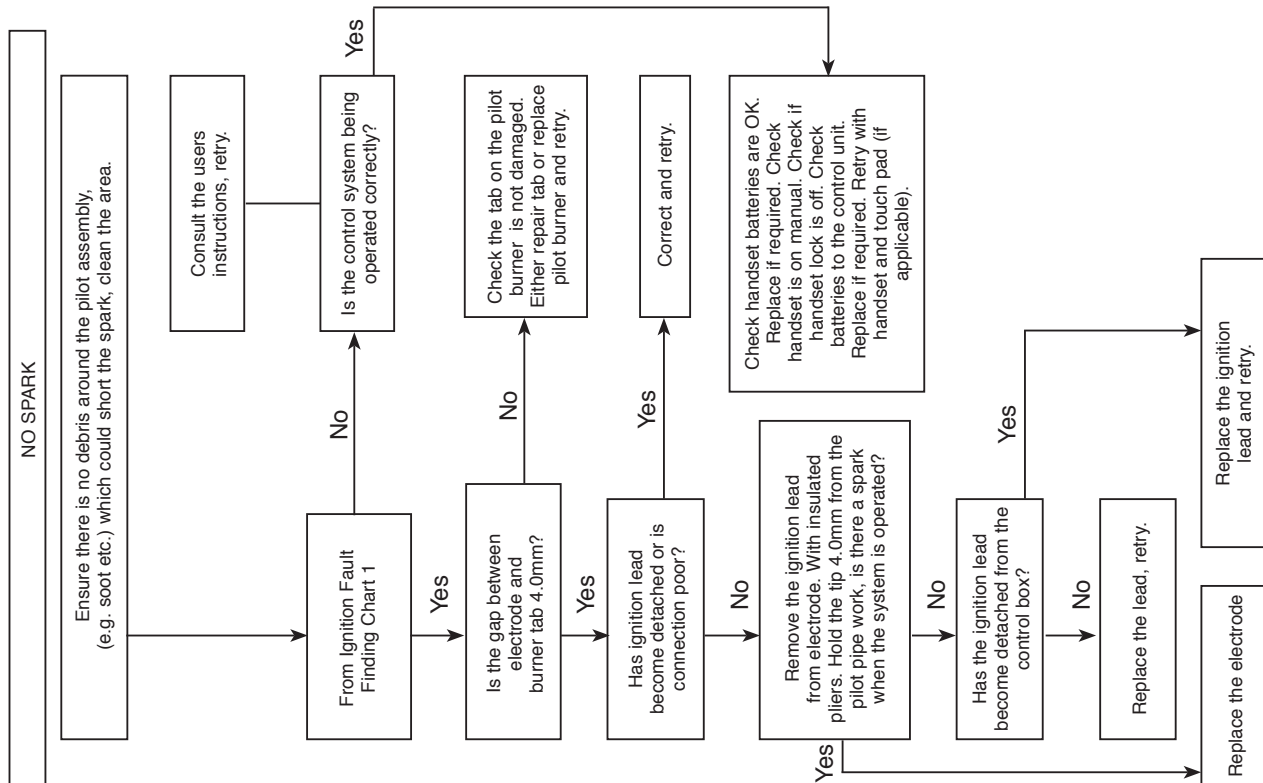 NO SPARK
Ensure there is no debris around the pilot assembly,
(e.g. soot etc.) which could short the spark, clean the area.
Consult the users
instructions, retry.
From Ignition Fault
Finding Chart 1
No
Is the control system being
operated correctly?
Yes
Yes
Is the gap between
electrode and
burner tab 4.0mm?
No
Check the tab on the pilot
burner is not damaged.
Either repair tab or replace
pilot burner and retry.
Yes
Has ignition lead
become detached or is
connection poor?
Yes
Correct and retry.
No
Remove the ignition lead
from electrode. With insulated
pliers. Hold the tip 4.0mm from the
pilot pipe work, is there a spark
when the system is operated?
Check handset batteries are OK.
Replace if required. Check
handset is on manual. Check if
handset lock is off. Check
batteries to the control unit.
Replace if required. Retry with
handset and touch pad (if
applicable).
Yes
No
Has the ignition lead
become detached from the
control box?
Yes
No
Replace the lead, retry.
Replace the electrode
Replace the ignition
lead and retry.